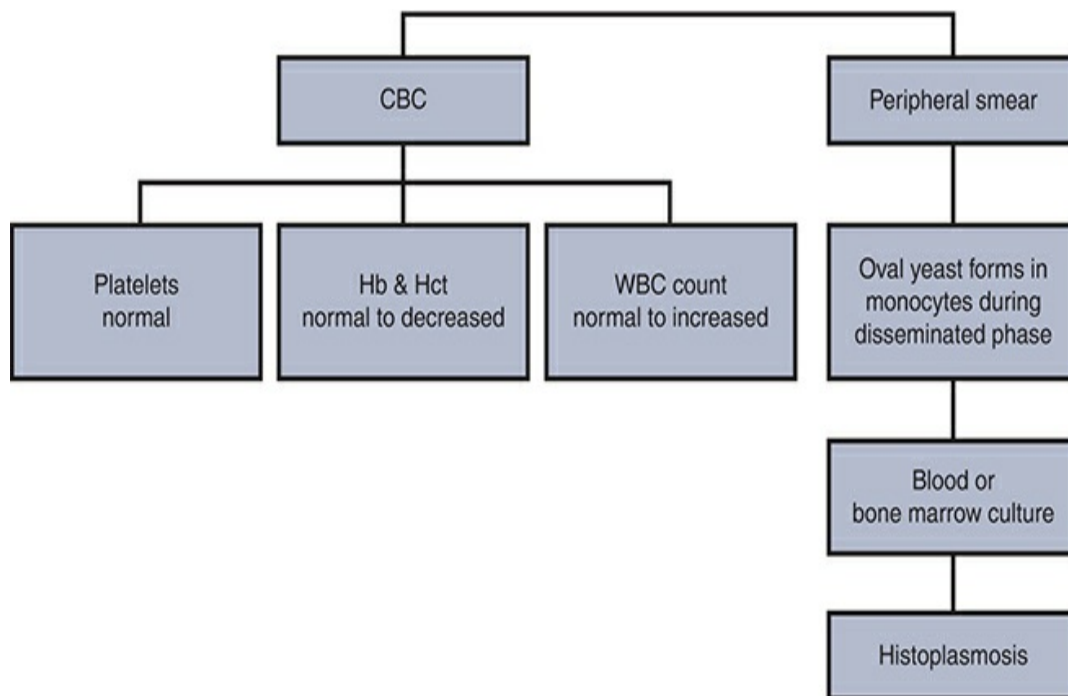 CBC
Peripheral smear
Platelets
normal
Hb & Hct
normal to decreased
WBC count
normal to increased
Oval yeast forms in
monocytes during
disseminated phase
Blood or
bone marrow culture
Histoplasmosis